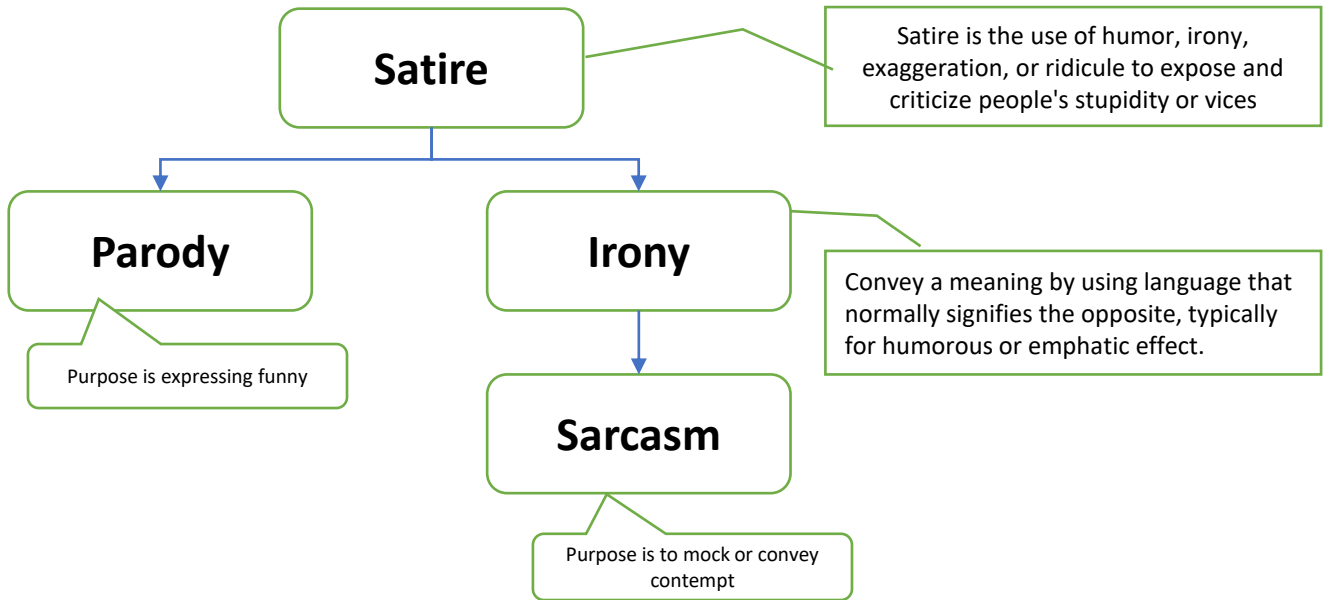 Satire
Satire is the use of humor, irony,
exaggeration, or ridicule to expose and
criticize people's stupidity or vices
Parody
Irony
Purpose is expressing funny
Convey a meaning by using language that
normally signifies the opposite, typically
for humorous or emphatic effect.
Sarcasm
Purpose is to mock or convey
contempt